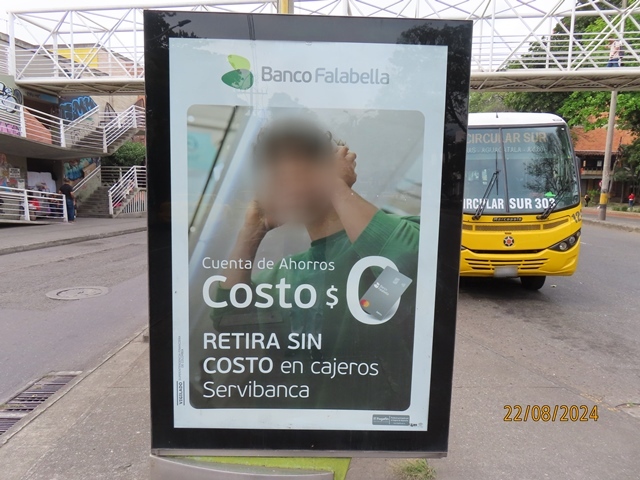 Banco Falabella
Cuenta de Ahorros
Costo $0
RETIRA SIN
COSTO en cajeros
Servibanca
VIGILADO
CIRCULAR SUR
CIRCULAR SUR 303
22/08/2024